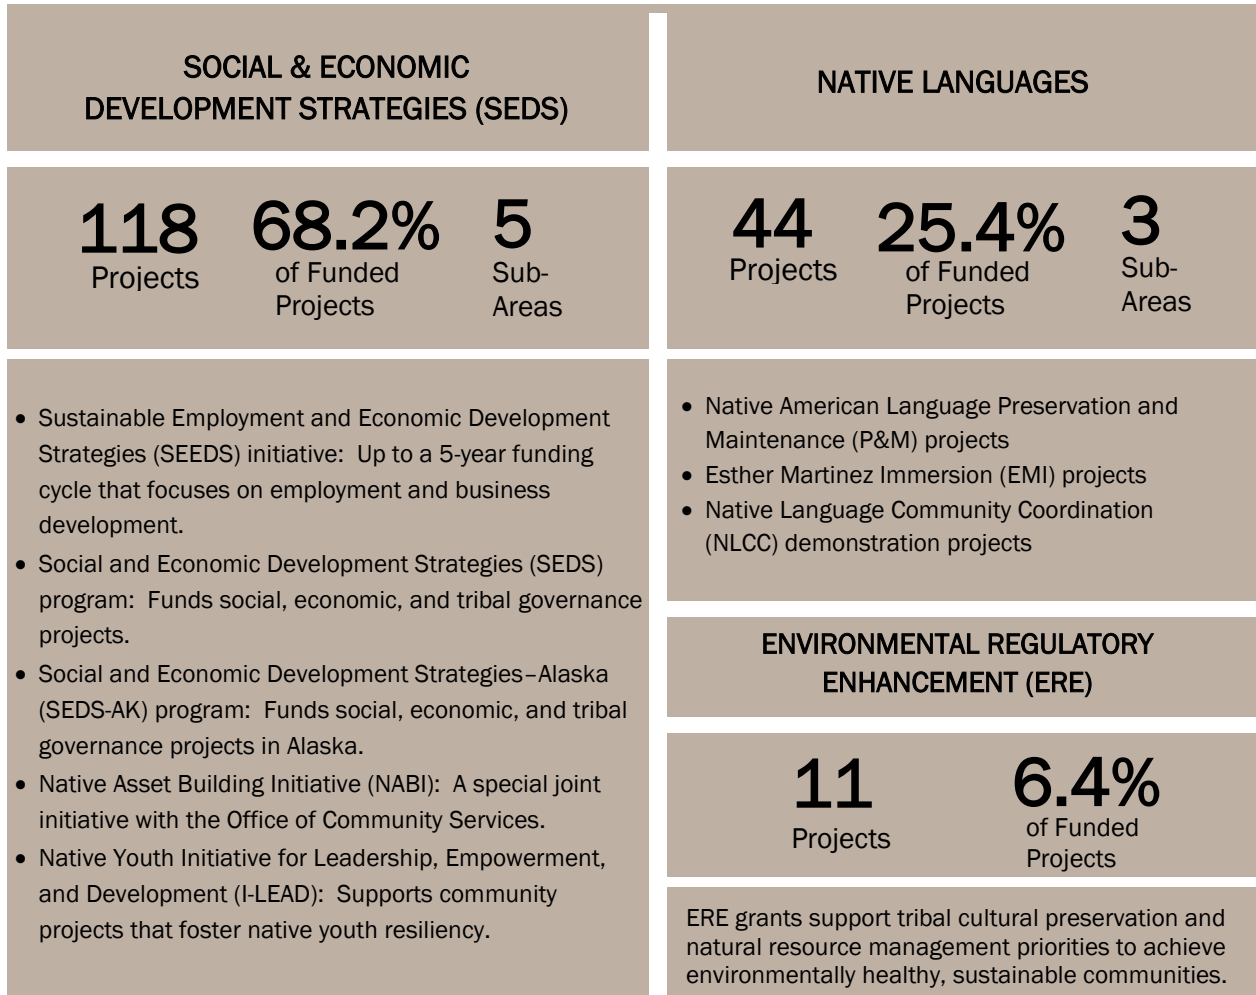 SOCIAL & ECONOMIC
DEVELOPMENT STRATEGIES (SEDS)
118
Projects
68.2%
of Funded
Projects
5
Sub-
Areas
• Sustainable Employment and Economic Development
Strategies (SEEDS) initiative:  Up to a 5-year funding
cycle that focuses on employment and business
development.
• Social and Economic Development Strategies (SEDS)
program:  Funds social, economic, and tribal governance
projects.
• Social and Economic Development Strategies–Alaska
(SEDS-AK) program:  Funds social, economic, and tribal
governance projects in Alaska.
• Native Asset Building Initiative (NABI):  A special joint
initiative with the Office of Community Services.
• Native Youth Initiative for Leadership, Empowerment,
and Development (I-LEAD):  Supports community
projects that foster native youth resiliency.
NATIVE LANGUAGES
44
Projects
25.4%
of Funded
Projects
3
Sub-
Areas
• Native American Language Preservation and
Maintenance (P&M) projects
• Esther Martinez Immersion (EMI) projects
• Native Language Community Coordination
(NLCC) demonstration projects
ENVIRONMENTAL REGULATORY
ENHANCEMENT (ERE)
11
Projects
6.4%
of Funded
Projects
ERE grants support tribal cultural preservation and
natural resource management priorities to achieve
environmentally healthy, sustainable communities.